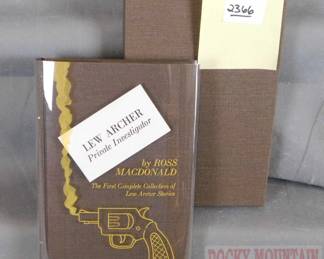 2366
LEW ARCHER
Private Investigator
by ROSS
MACDONALD
The First Complete Collection of
Lew Archer Stories
ROCKY MOUNTAIN